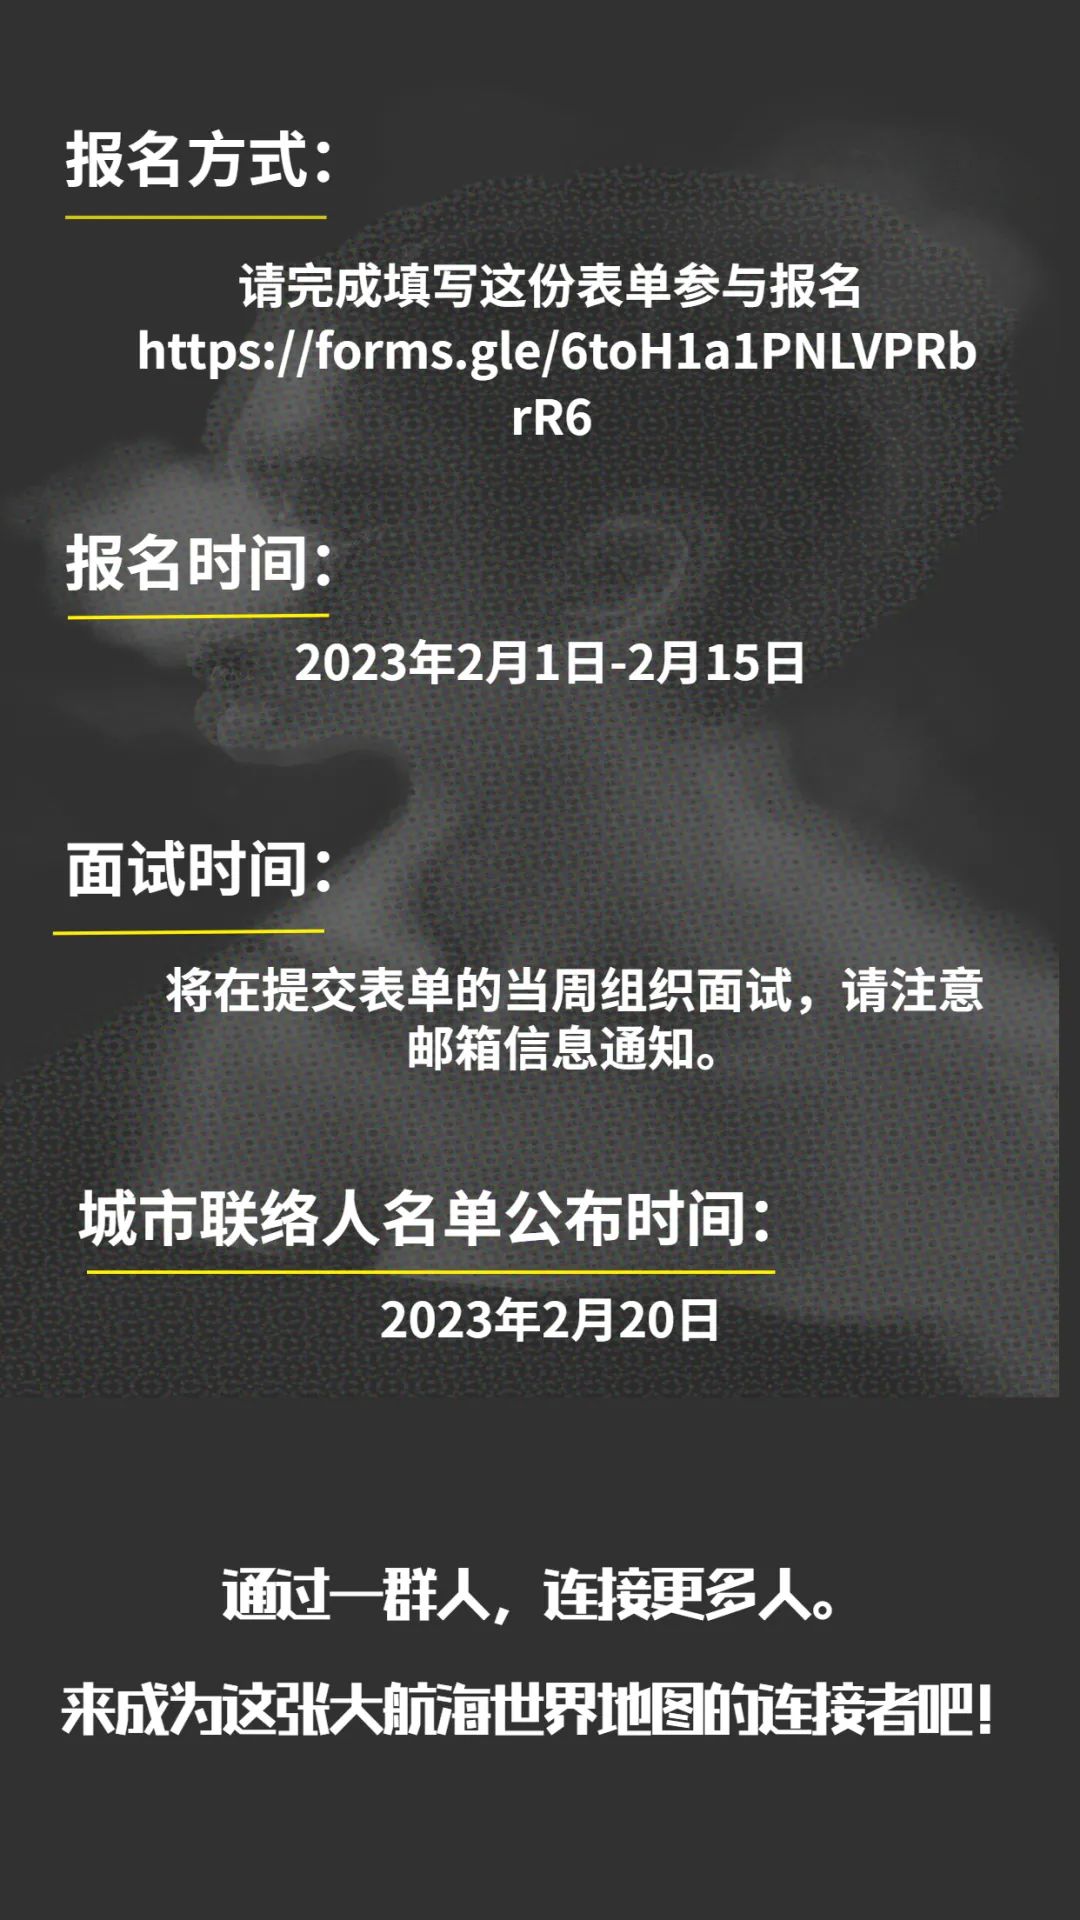 报名方式：
请完成填写这份表单参与报名
https://forms.gle/6toH1a1PNLVPRb
rR6
报名时间：
2023年2月1日-2月15日
面试时间：
将在提交表单的当周组织面试，请注意
邮箱信息通知。
城市联络人名单公布时间：
2023年2月20日
通过一群人，连接更多人。
来成为这张大航海世界地图的连接者吧！